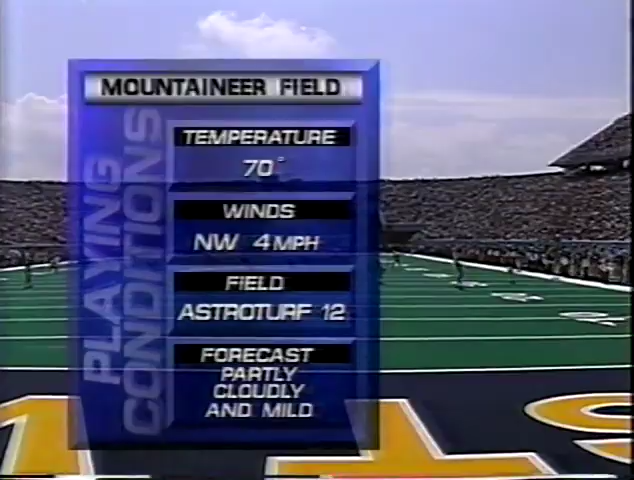 MOUNTAINEER FIELD
PLAYING
CONDITIONS
TEMPERATURE
70°
WINDS
NW 4 MPH
FIELD
ASTROTURF 12
FORECAST
PARTLY
CLOUDLY
AND MILD